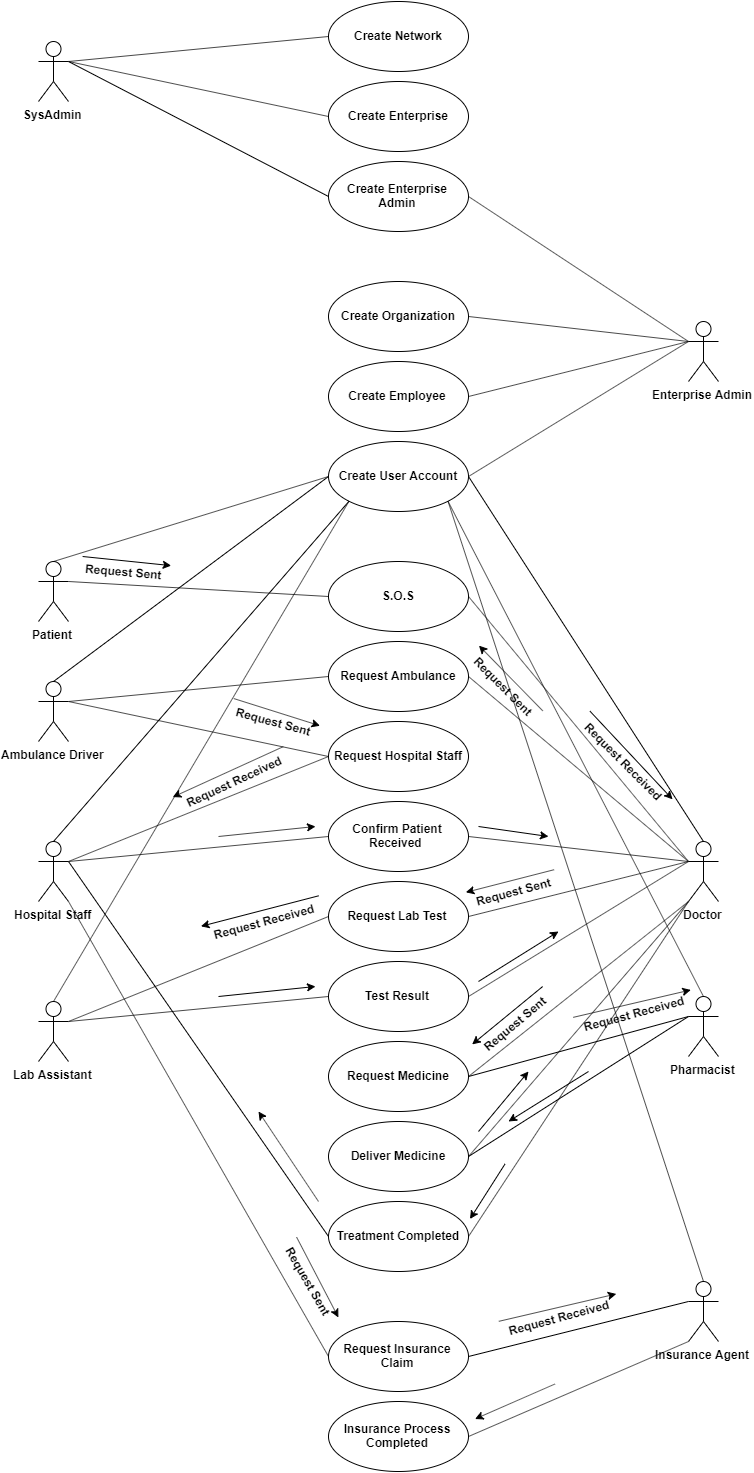 Create Network
SysAdmin
Create Enterprise
Create Enterprise
Admin
Create Organization
Enterprise Admin
Create Employee
Create User Account
Request Sent
Patient
S.O.S
Request Ambulance
Request Sent
Ambulance Driver
Request Sent
Request Hospital Staff
Request Received
Request Received
Confirm Patient
Received
Hospital Staff
Request Received
Request Lab Test
Request Sent
Doctor
Test Result
Request Sent
Request Received
Lab Assistant
Request Medicine
Pharmacist
Deliver Medicine
Treatment Completed
Request Sent
Request Received
Request Insurance
Claim
Insurance Agent
Insurance Process
Completed